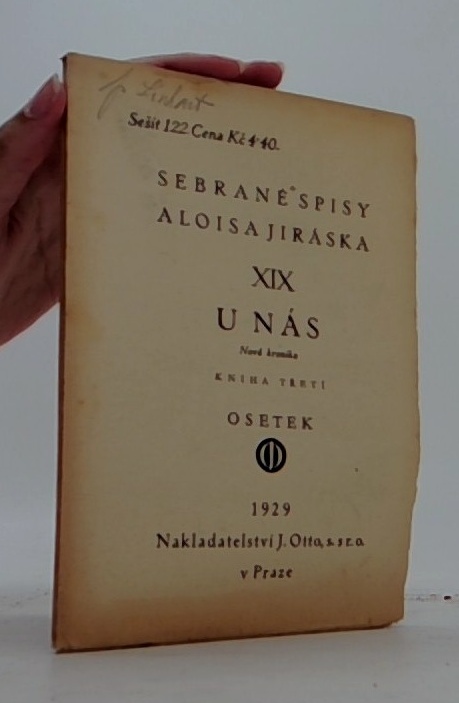 Sešit 122 Cena Kč 4·40.
SEBRANÉ SPISY
ALOISA JIRÁSKA
XIX
U NÁS
Nová kronika
KNIHA TŘETÍ
OSETEK
1929
Nakladatelství J. Otto, s. s r. o.
v Praze